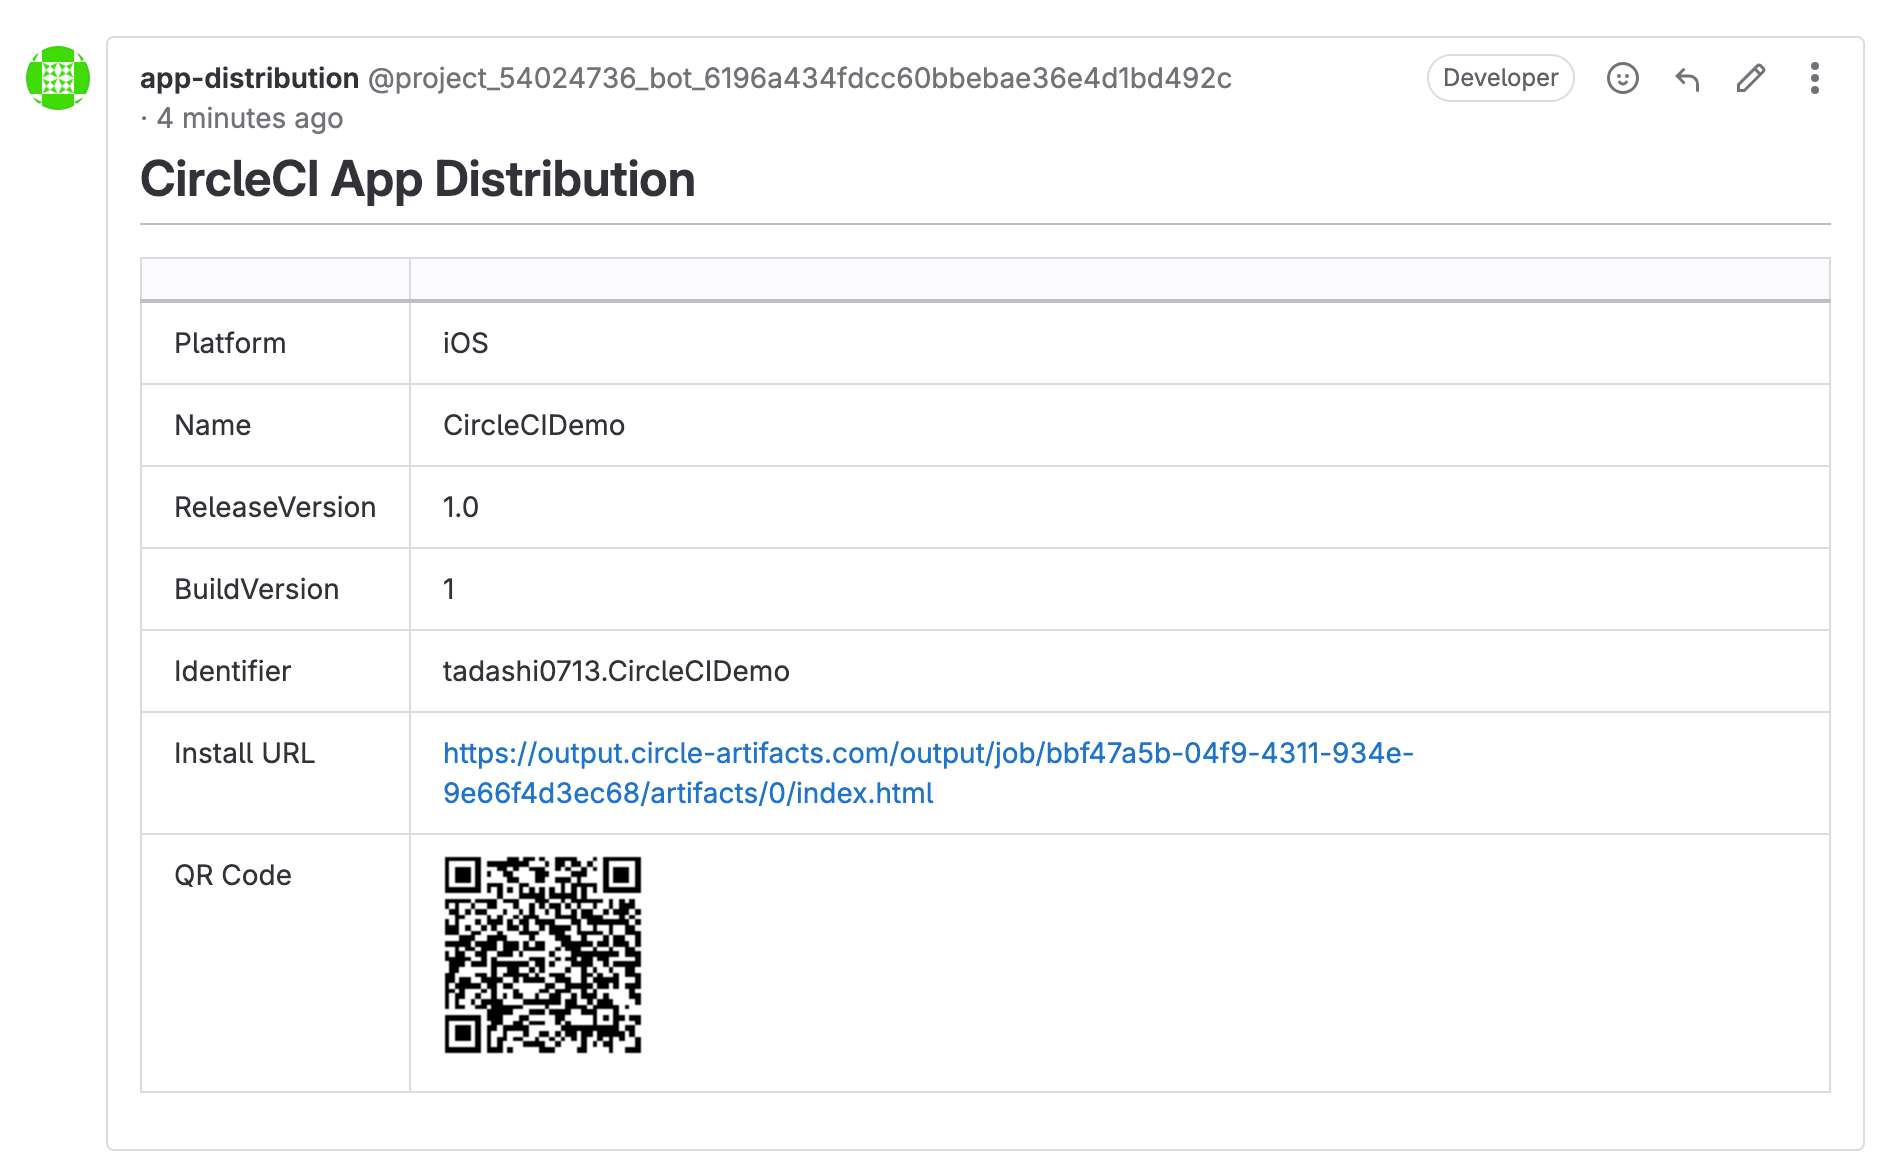 app-distribution @project_54024736_bot_6196a434fdcc60bbebae36e4d1bd492c Developer
· 4 minutes ago
CircleCI App Distribution
Platform iOS
Name CircleCIDemo
ReleaseVersion 1.0
BuildVersion 1
Identifier tadashi0713.CircleCIDemo
Install URL https://output.circle-artifacts.com/output/job/bbf47a5b-04f9-4311-934e-
9e66f4d3ec68/artifacts/0/index.html
QR Code